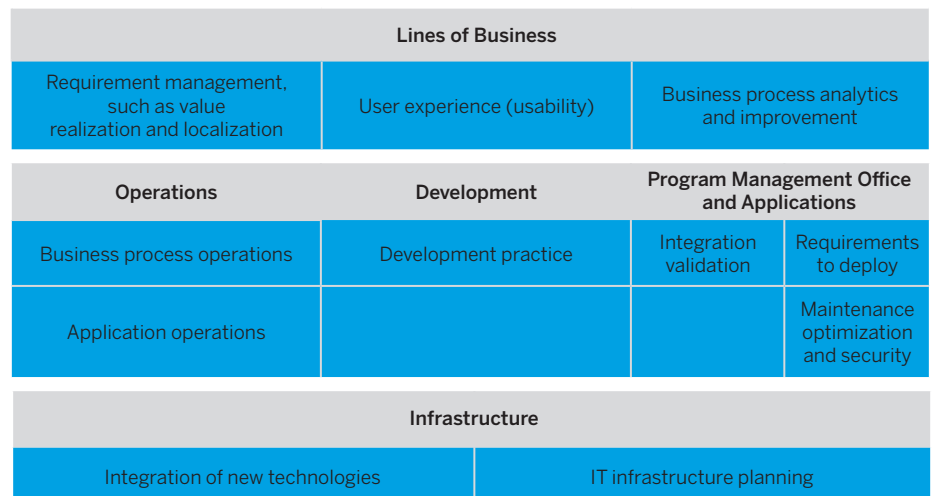 Lines of Business
Requirement management,
such as value
realization and localization
User experience (usability)
Business process analytics
and improvement
Operations
Development
Program Management Office
and Applications
Business process operations
Development practice
Integration
validation
Requirements
to deploy
Application operations
Maintenance
optimization
and security
Infrastructure
Integration of new technologies
IT infrastructure planning